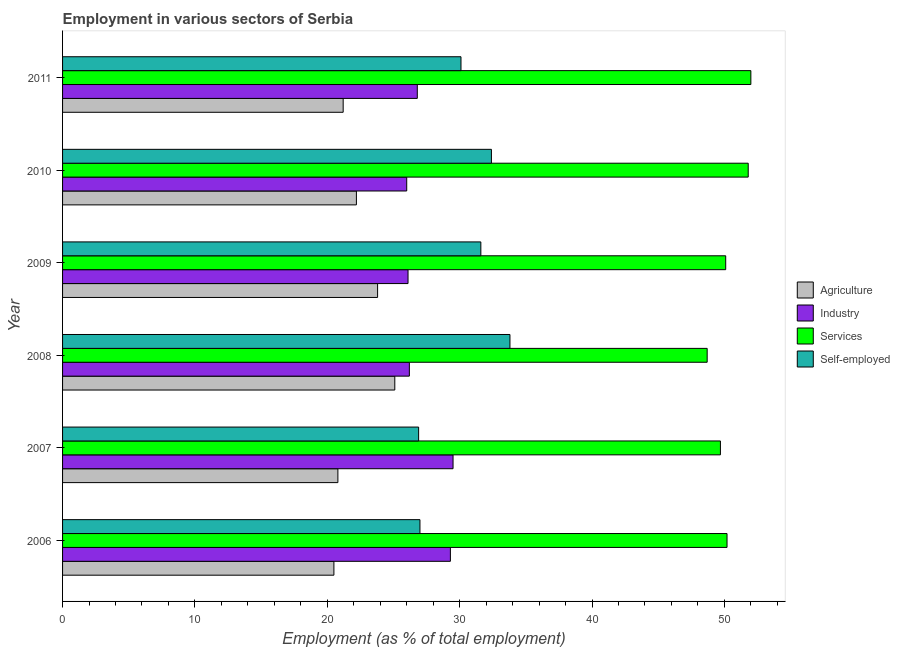 Employment in various sectors of Serbia
2011
2010
2009
2008
2007
2006
Year
0
10
20
30
40
50
Employment (as % of total employment)
Agriculture
Industry
Services
Self-employed